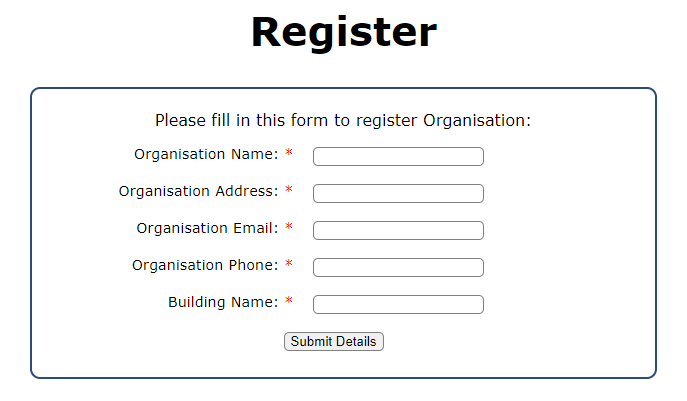 Register
Please fill in this form to register Organisation:
Organisation Name: *
Organisation Address: *
Organisation Email: *
Organisation Phone: *
Building Name: *
Submit Details